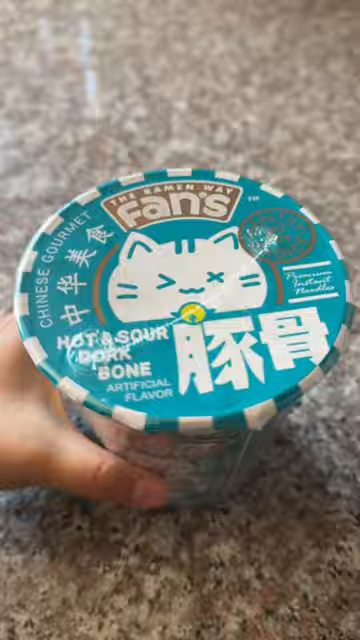 THE RAMEN WAY
Fan's
TM
CHINESE GOURMET
中华美食
Premium
Instant
Noodles
HOT & SOUR
PORK
BONE
ARTIFICIAL
FLAVOR
豚骨